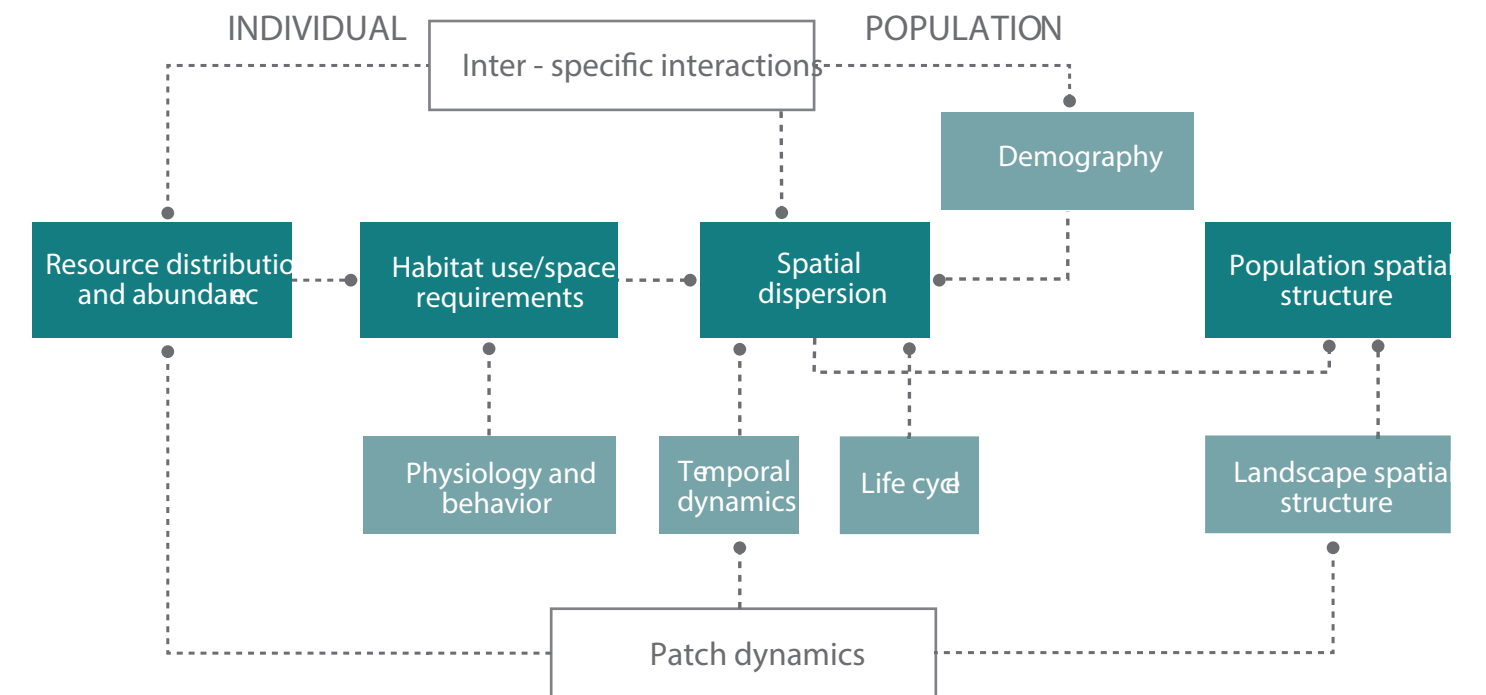 INDIVIDUAL
POPULATION
Inter - specific interactions
Demography
Resource distributio
and abundanec
Habitat use/space
requirements
Spatial
dispersion
Population spatial
structure
Physiology and
behavior
Temporal
dynamics
Life cycel
Landscape spatial
structure
Patch dynamics